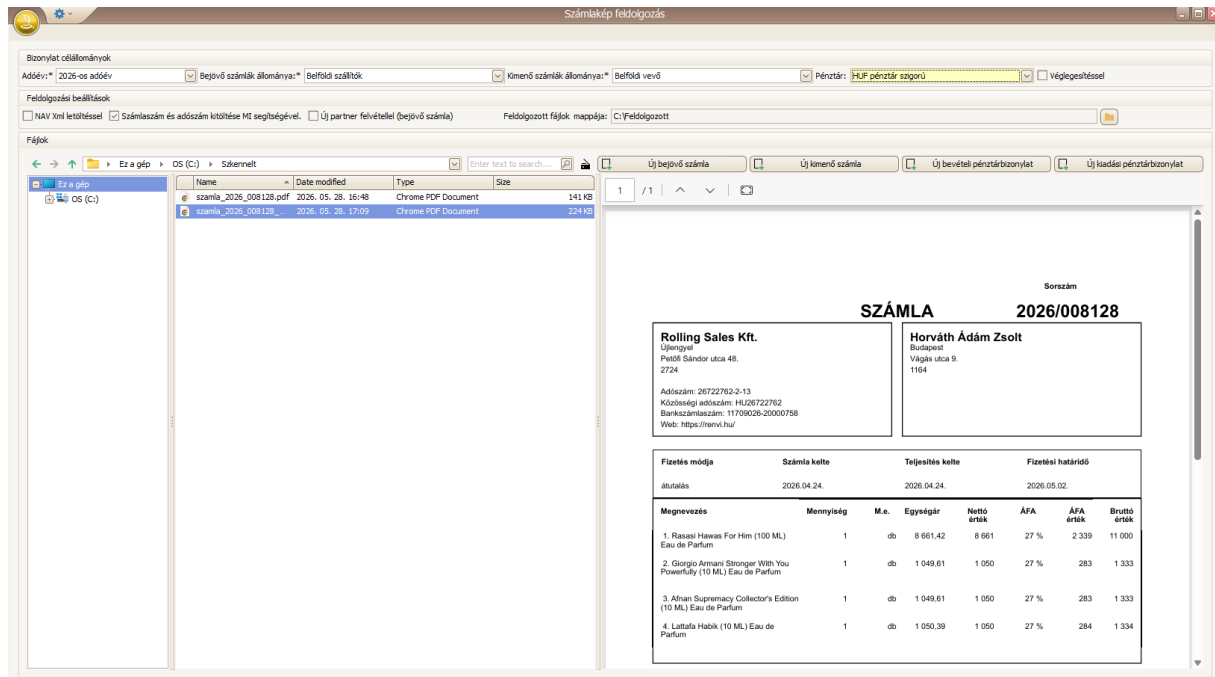 Számlakép feldolgozás
Bizonylat célállományok
Adóév:* 2026-os adóév Bejövő számlák állománya:* Belföldi szállítók Kimenő számlák állománya:* Belföldi vevő Pénztár: HUF pénztár szigorú Véglegesítéssel
Feldolgozási beállítások
NAV Xml letöltéssel Számlaszám és adószám kitöltése MI segítségével. Új partner felvétellel (bejövő számla) Feldolgozott fájlok mappája: C:\Feldolgozott
Fájlok
Ez a gép OS (C:) Szkennelt Enter text to search... Új bejövő számla Új kimenő számla Új bevételi pénztárbizonylat Új kiadási pénztárbizonylat
Ez a gép
OS (C:)
Name Date modified Type Size
szamla_2026_008128.pdf 2026. 05. 28. 16:48 Chrome PDF Document 141 KB
szamla_2026_008128_... 2026. 05. 28. 17:09 Chrome PDF Document 224 KB
1 /1
Sorszám
SZÁMLA 2026/008128
Rolling Sales Kft.
Újlengyel
Petőfi Sándor utca 48.
2724
Adószám: 26722762-2-13
Közösségi adószám: HU26722762
Bankszámlaszám: 11709026-20000758
Web: https://renvi.hu/
Horváth Ádám Zsolt
Budapest
Vágás utca 9.
1164
Fizetés módja Számla kelte Teljesítés kelte Fizetési határidő
átutalás 2026.04.24. 2026.04.24. 2026.05.02.
Megnevezés Mennyiség M.e. Egységár Nettó érték ÁFA ÁFA érték Bruttó érték
1. Rasasi Hawas For Him (100 ML) 1 db 8 661,42 8 661 27 % 2 339 11 000
Eau de Parfum
2. Giorgio Armani Stronger With You 1 db 1 049,61 1 050 27 % 283 1 333
Powerfully (10 ML) Eau de Parfum
3. Afnan Supremacy Collector's Edition 1 db 1 049,61 1 050 27 % 283 1 333
(10 ML) Eau de Parfum
4. Lattafa Habik (10 ML) Eau de 1 db 1 050,39 1 050 27 % 284 1 334
Parfum